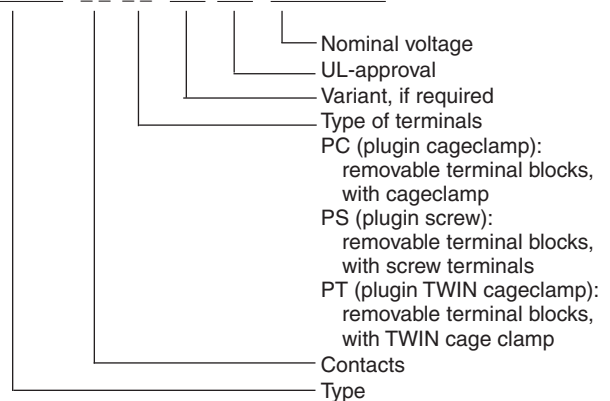 Nominal voltage
UL-approval
Variant, if required
Type of terminals
PC (plugin cageclamp):
removable terminal blocks,
with cageclamp
PS (plugin screw):
removable terminal blocks,
with screw terminals
PT (plugin TWIN cageclamp):
removable terminal blocks,
with TWIN cage clamp
Contacts
Type